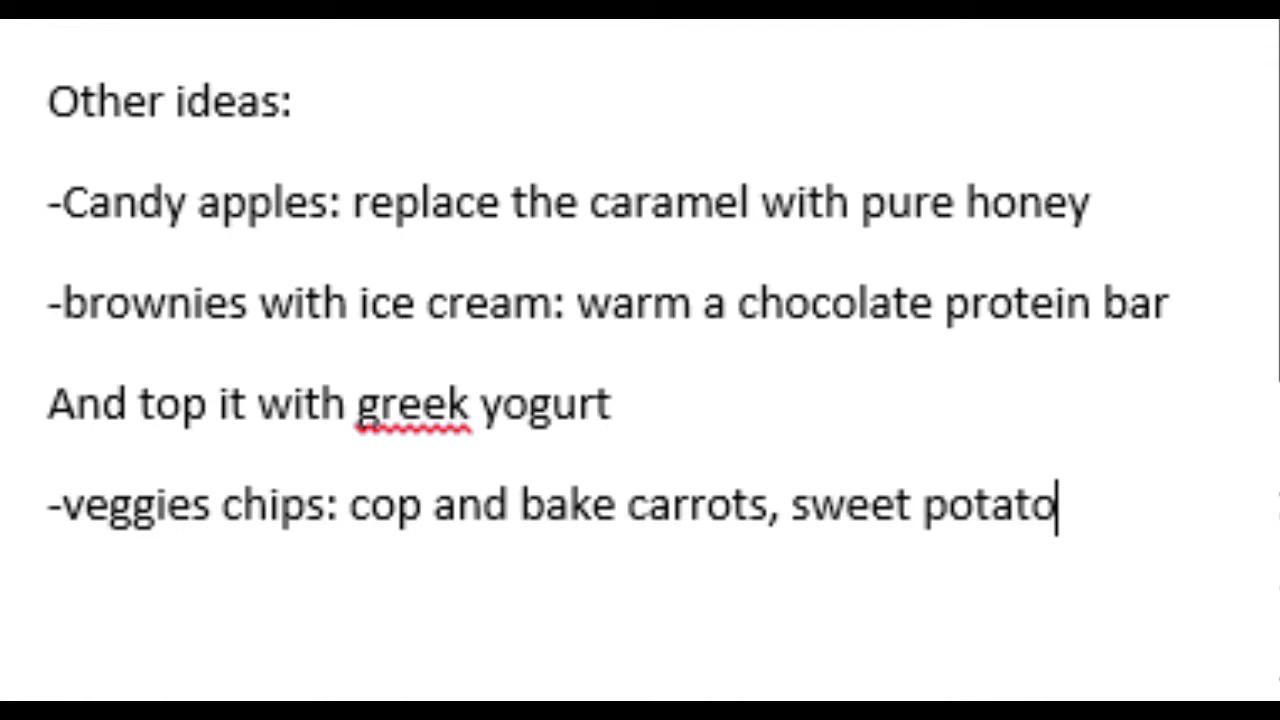 Other ideas:
-Candy apples: replace the caramel with pure honey
-brownies with ice cream: warm a chocolate protein bar
And top it with greek yogurt
-veggies chips: cop and bake carrots, sweet potato